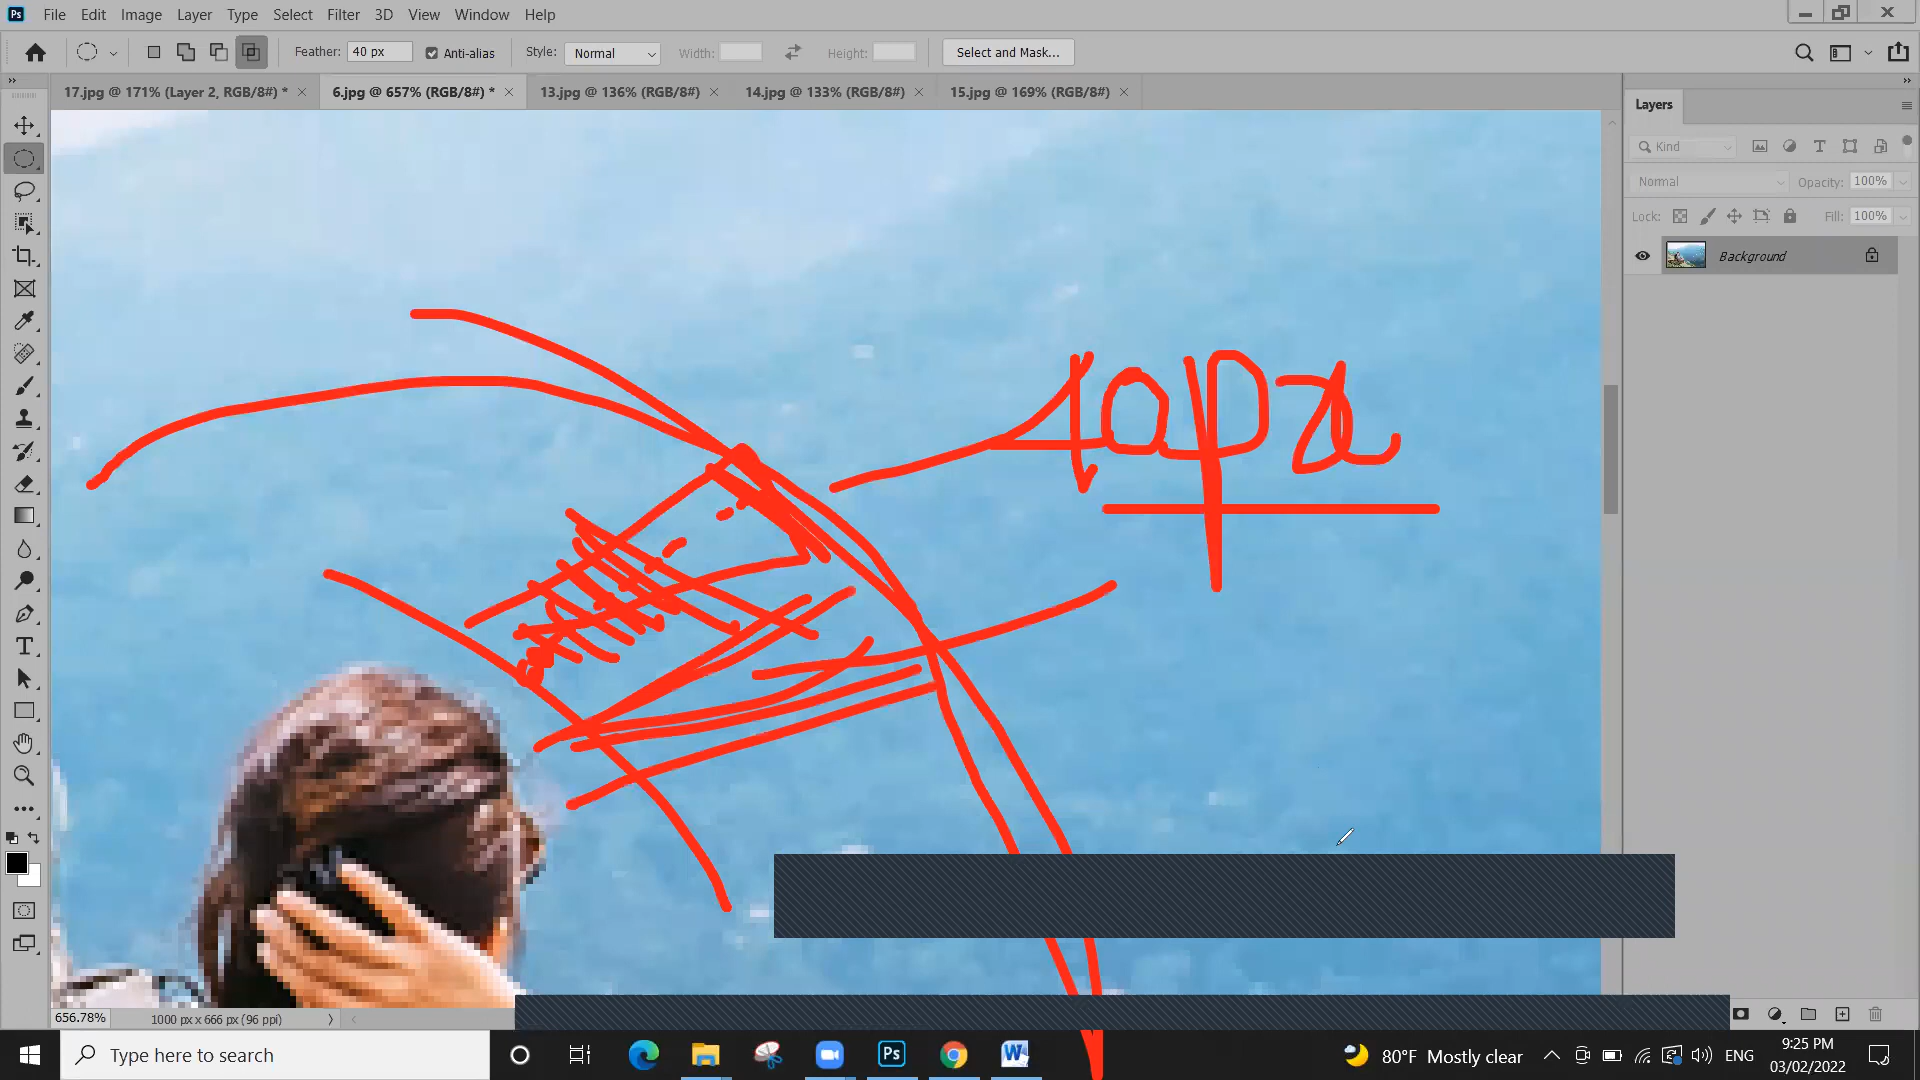 Ps File Edit Image Layer Type Select Filter 3D View Window Help
Feather: 40 px Anti-alias Style: Normal Width: Height: Select and Mask...
17.jpg @ 171% (Layer 2, RGB/8#) * 6.jpg @ 657% (RGB/8#) * 13.jpg @ 136% (RGB/8#) 14.jpg @ 133% (RGB/8#) 15.jpg @ 169% (RGB/8#)
Layers
Kind
Normal Opacity: 100%
Lock: Fill: 100%
Background
40px
656.78% 1000 px x 666 px (96 ppi)
Type here to search
Ps
W
80°F Mostly clear
ENG
9:25 PM
03/02/2022